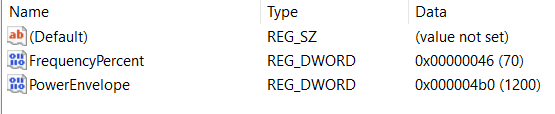 Name Type Data
(Default) REG_SZ (value not set)
FrequencyPercent REG_DWORD 0x00000046 (70)
PowerEnvelope REG_DWORD 0x000004b0 (1200)